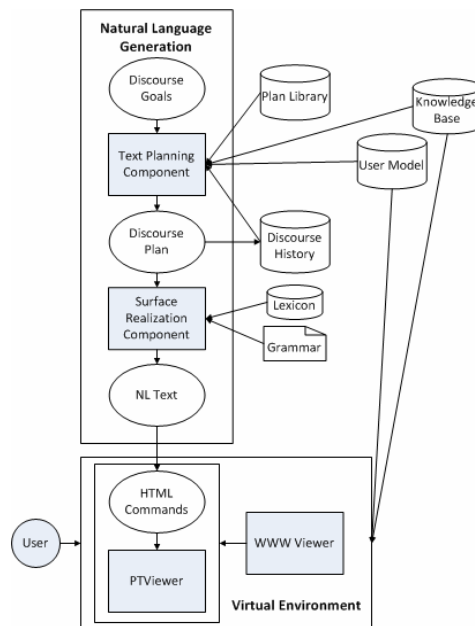 Natural Language
Generation
Discourse
Goals
Plan Library
Knowledge
Base
Text Planning
Component
User Model
Discourse
Plan
Discourse
History
Surface
Realization
Component
Lexicon
Grammar
NL Text
HTML
Commands
User
WWW Viewer
PTViewer
Virtual Environment